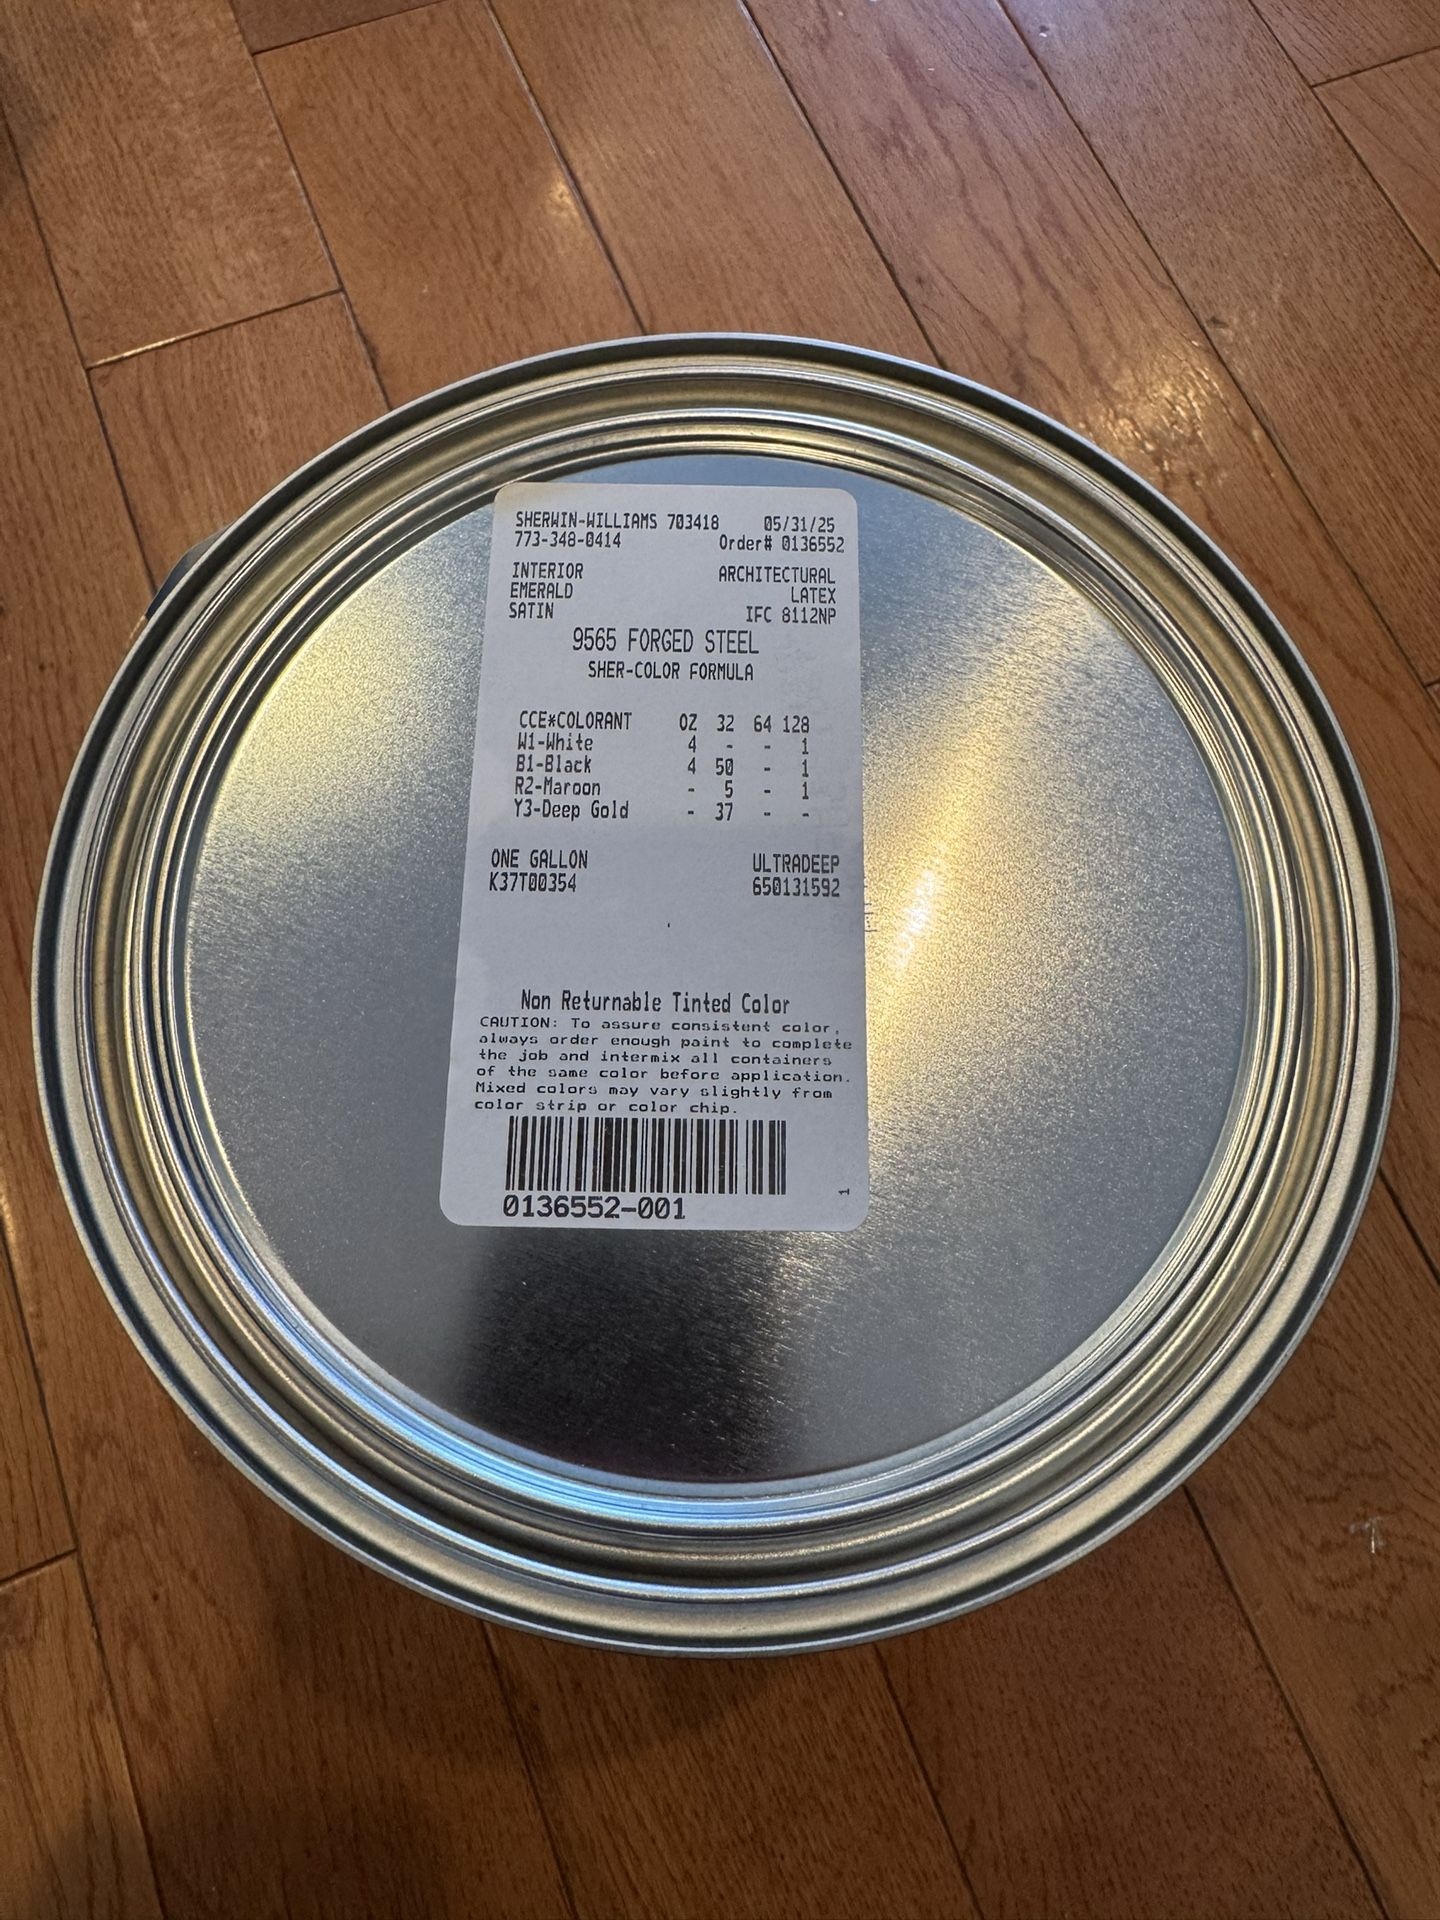 SHERWIN-WILLIAMS 703418 05/31/25
773-348-0414 Order# 0136552
INTERIOR ARCHITECTURAL
EMERALD LATEX
SATIN IFC 8112NP
9565 FORGED STEEL
SHER-COLOR FORMULA
CCE*COLORANT OZ 32 64 128
W1-White 4 - - 1
B1-Black 4 50 - 1
R2-Maroon - 5 - 1
Y3-Deep Gold - 37 - -
ONE GALLON ULTRADEEP
K37T00354 650131592
Non Returnable Tinted Color
CAUTION: To assure consistent color,
always order enough paint to complete
the job and intermix all containers
of the same color before application.
Mixed colors may vary slightly from
color strip or color chip.
0136552-001
1